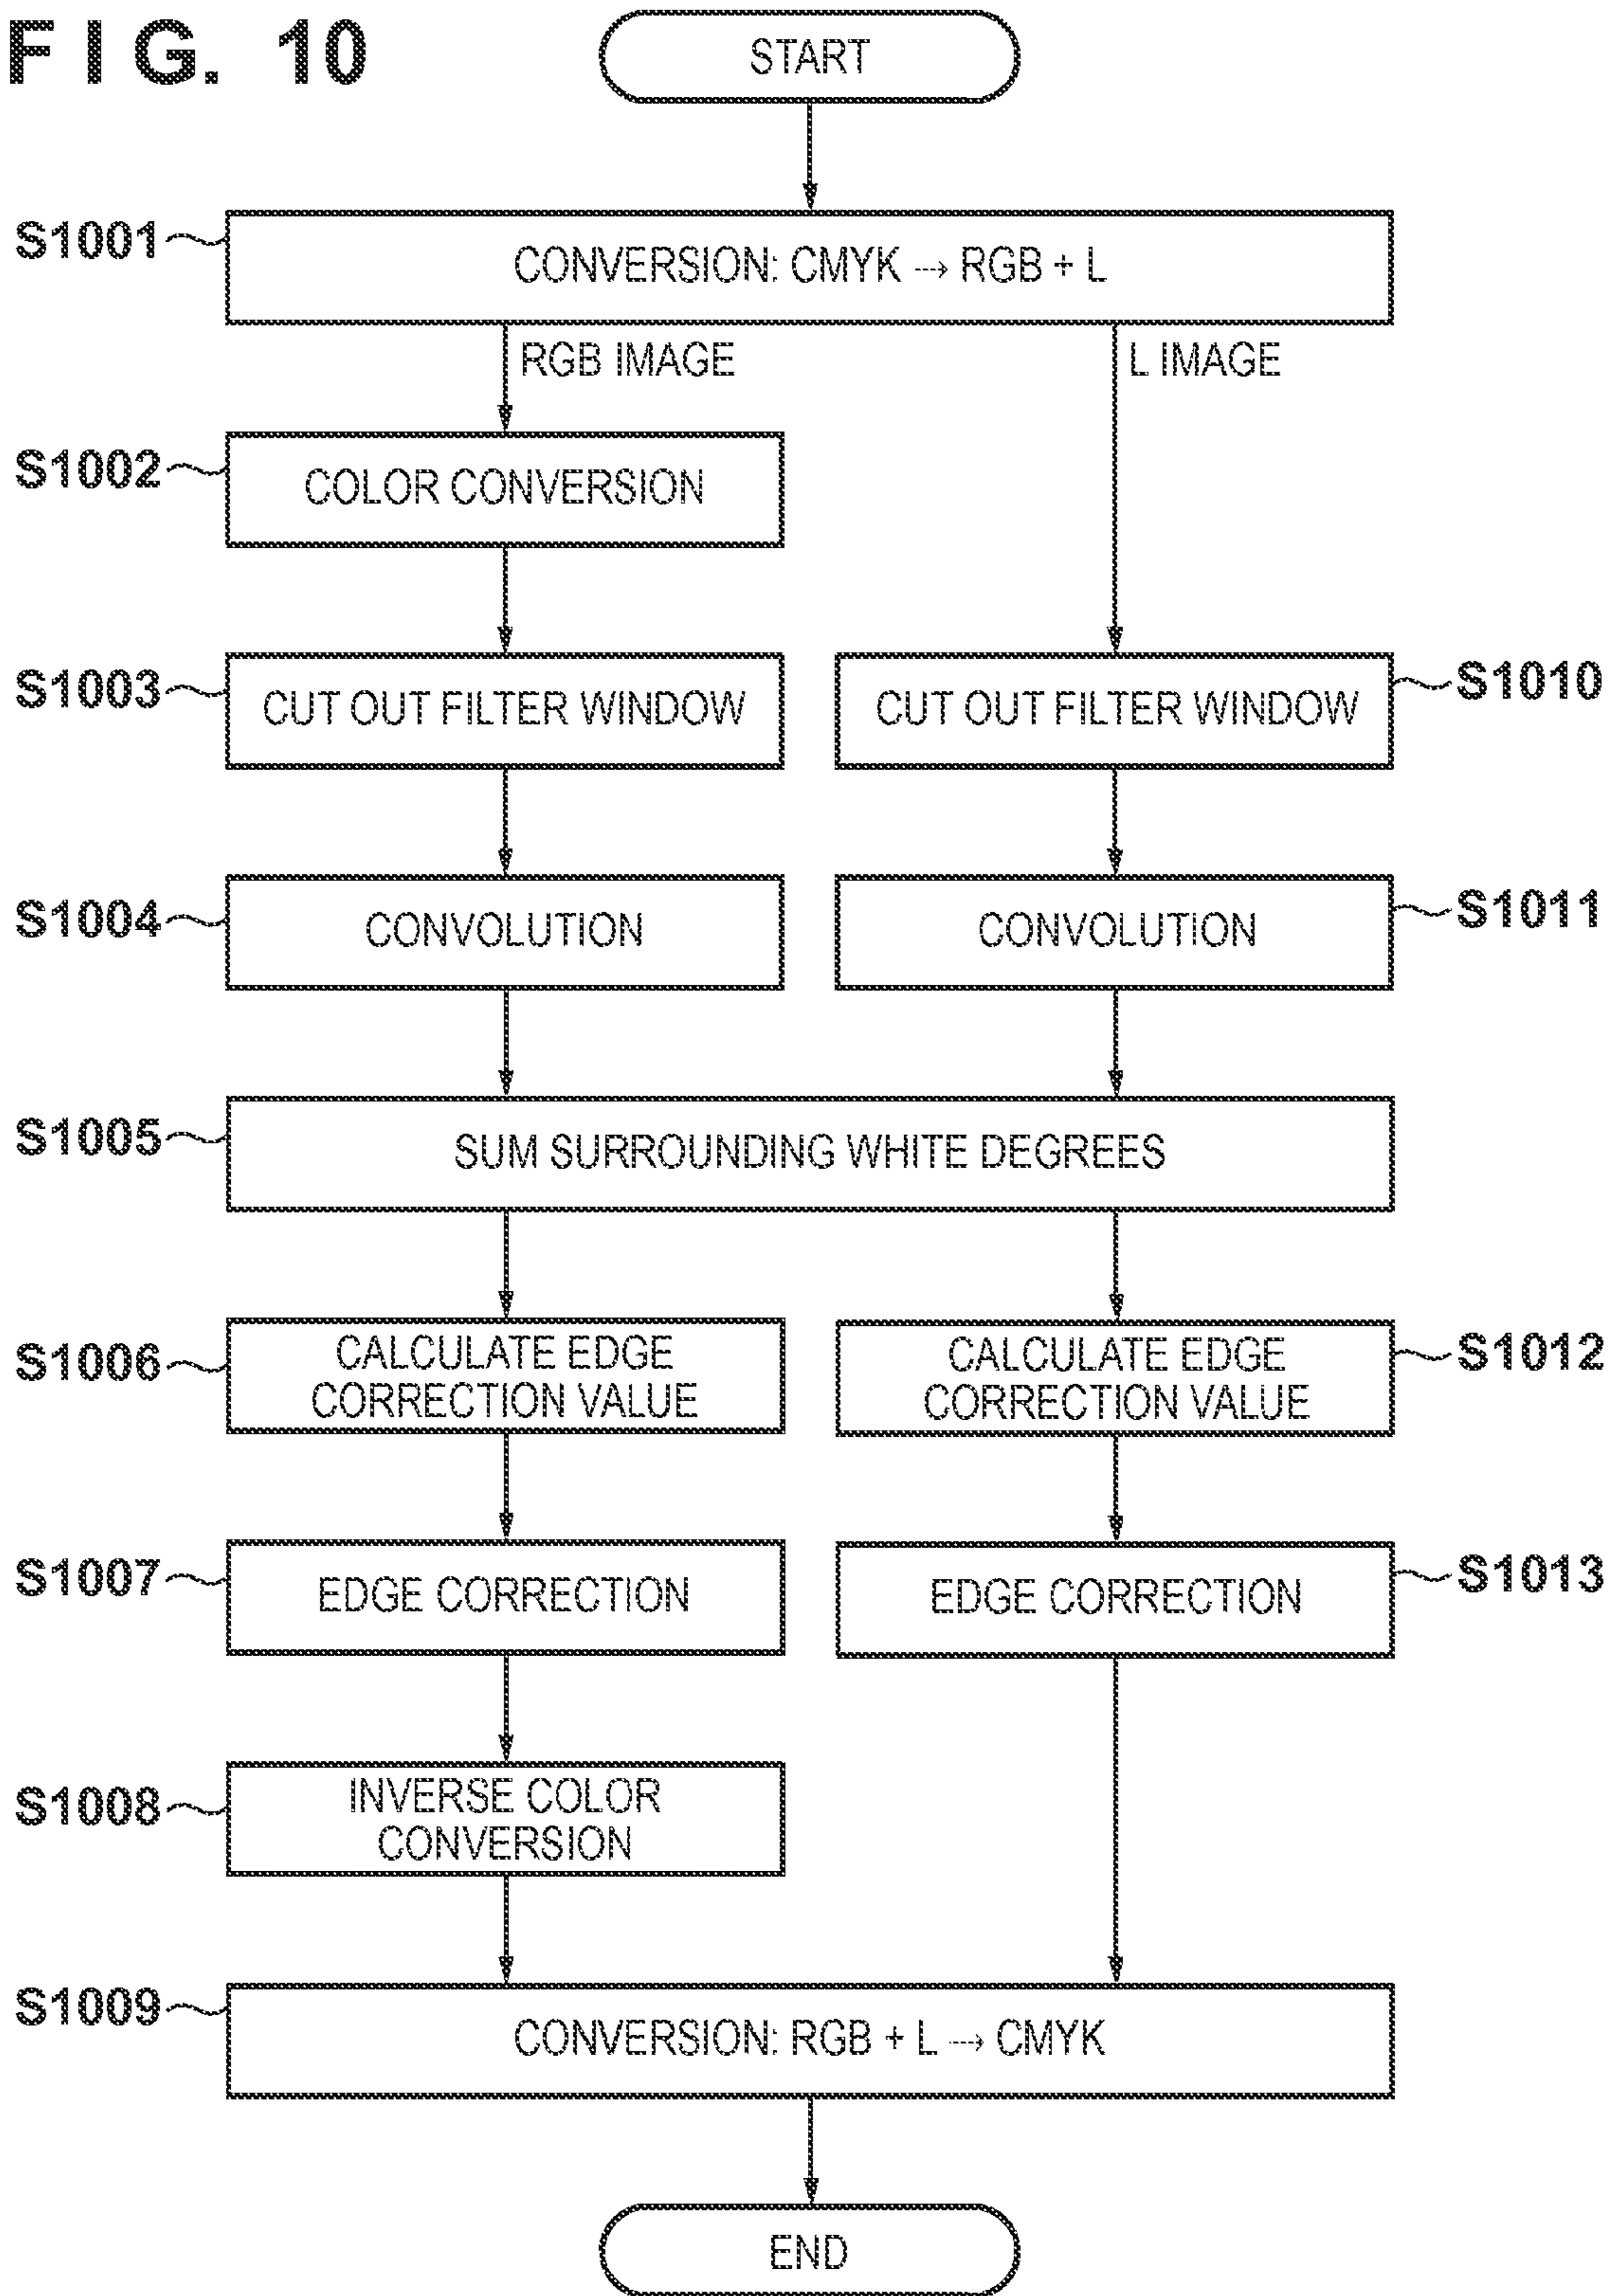 FIG. 10
START
S1001
CONVERSION: CMYK → RGB + L
RGB IMAGE
L IMAGE
S1002
COLOR CONVERSION
S1003
CUT OUT FILTER WINDOW
CUT OUT FILTER WINDOW
S1010
S1004
CONVOLUTION
CONVOLUTION
S1011
S1005
SUM SURROUNDING WHITE DEGREES
S1006
CALCULATE EDGE
CORRECTION VALUE
CALCULATE EDGE
CORRECTION VALUE
S1012
S1007
EDGE CORRECTION
EDGE CORRECTION
S1013
S1008
INVERSE COLOR
CONVERSION
S1009
CONVERSION: RGB + L → CMYK
END